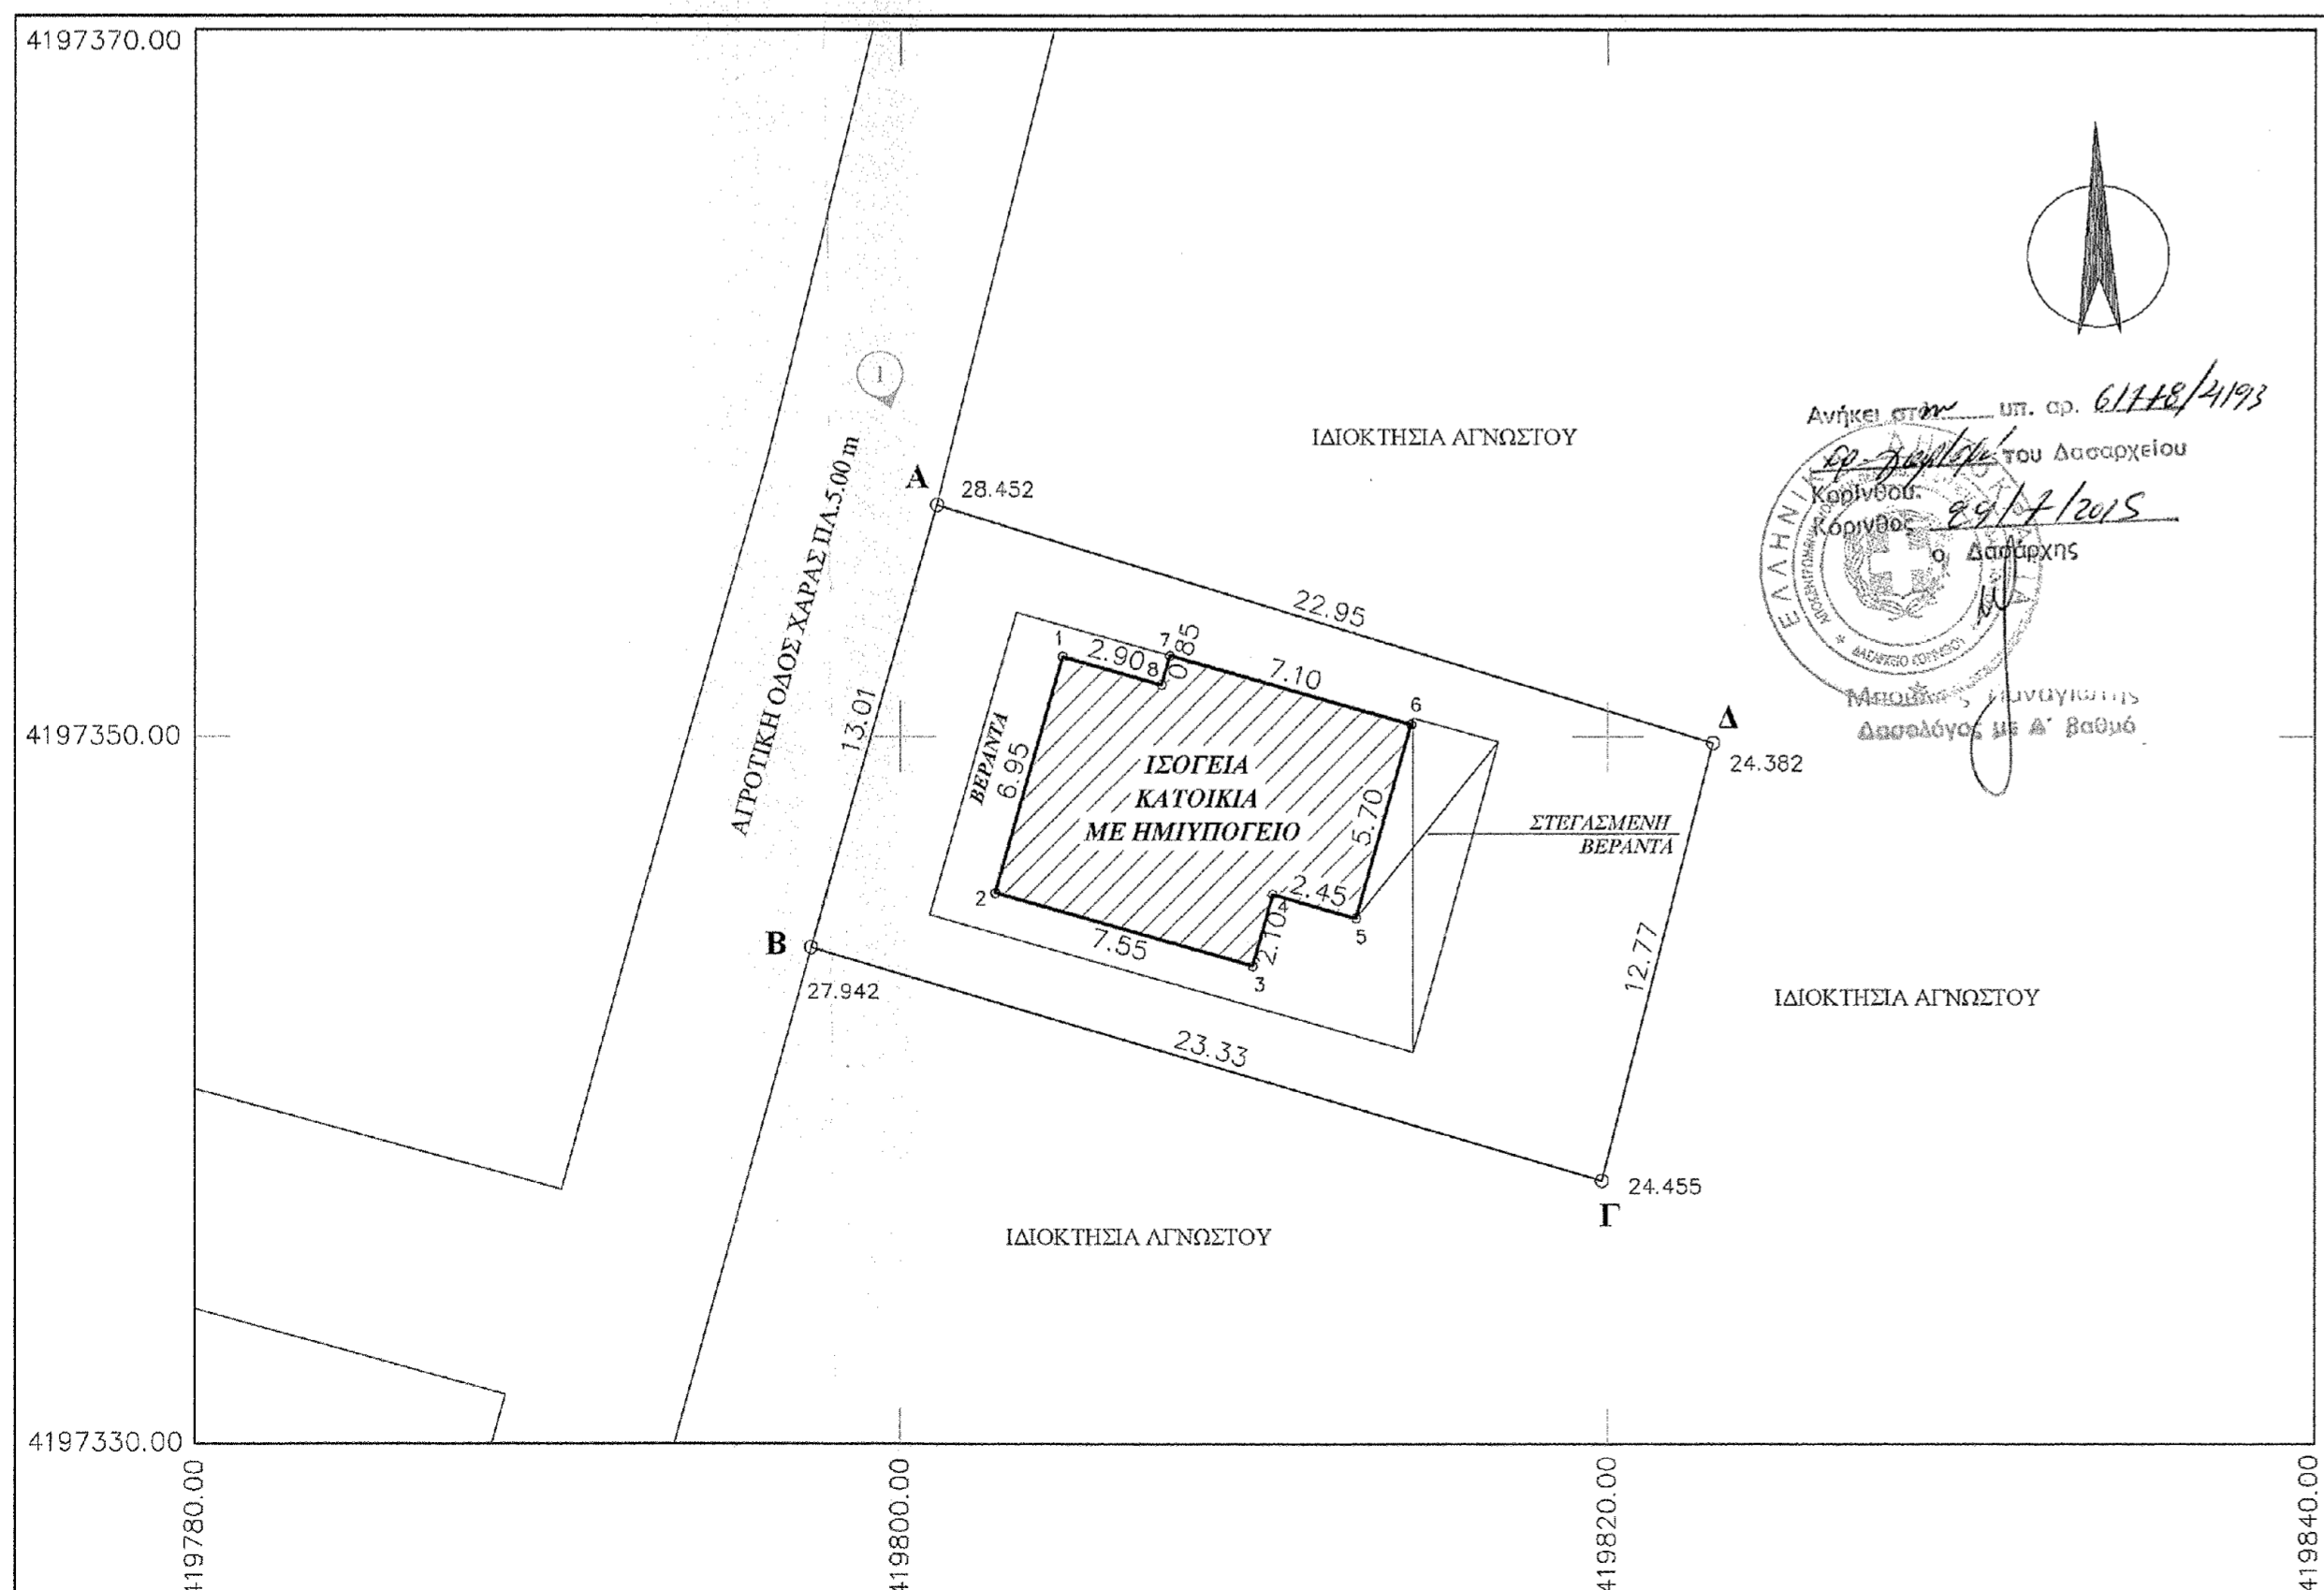 4197370.00
1
Ανήκει στην υπ. αρ.
του Δασαρχείου
Κορίνθου.
Κόρινθος 29/7/2015
ο Δασάρχης
ΙΔΙΟΚΤΗΣΙΑ ΑΓΝΩΣΤΟΥ
ΑΓΡΟΤΙΚΗ ΟΔΟΣ ΧΑΡΑΣ ΠΛ.5.00 m
Α 28.452
22.95
13.01
1
2.90
8
7
0.85
7.10
6
Δ
24.382
Δασολόγος με Α΄ βαθμό
4197350.00
ΒΕΡΑΝΤΑ
6.95
ΙΣΟΓΕΙΑ
ΚΑΤΟΙΚΙΑ
ΜΕ ΗΜΙΥΠΟΓΕΙΟ
5.70
ΣΤΕΓΑΣΜΕΝΗ
ΒΕΡΑΝΤΑ
2
2.45
4
2.10
5
7.55
3
12.77
Β
27.942
23.33
ΙΔΙΟΚΤΗΣΙΑ ΑΓΝΩΣΤΟΥ
24.455
Γ
ΙΔΙΟΚΤΗΣΙΑ ΑΓΝΩΣΤΟΥ
4197330.00
419780.00
419800.00
419820.00
419840.00